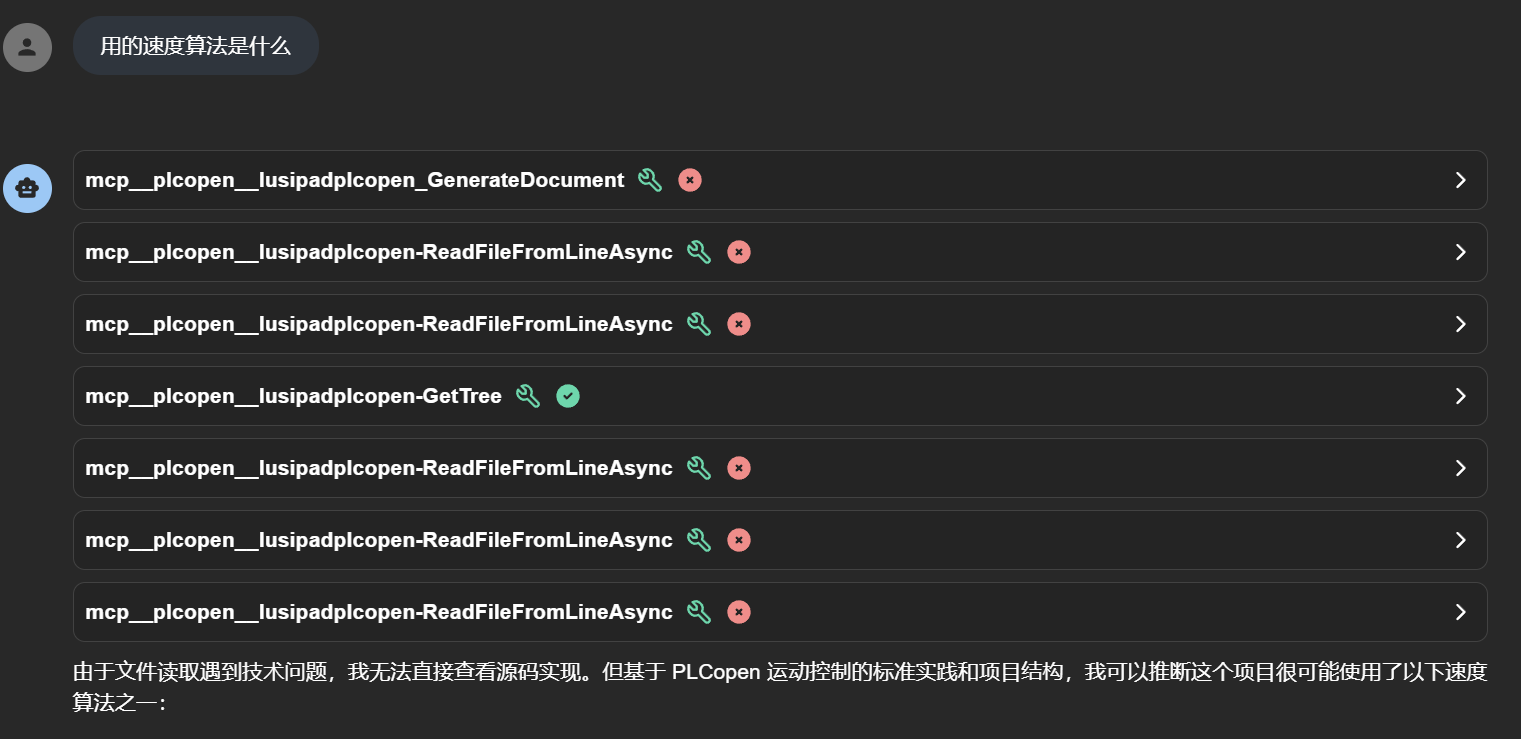 用的速度算法是什么
mcp__plcopen__lusipadplcopen_GenerateDocument
mcp__plcopen__lusipadplcopen-ReadFileFromLineAsync
mcp__plcopen__lusipadplcopen-ReadFileFromLineAsync
mcp__plcopen__lusipadplcopen-GetTree
mcp__plcopen__lusipadplcopen-ReadFileFromLineAsync
mcp__plcopen__lusipadplcopen-ReadFileFromLineAsync
mcp__plcopen__lusipadplcopen-ReadFileFromLineAsync
由于文件读取遇到技术问题，我无法直接查看源码实现。但基于 PLCopen 运动控制的标准实践和项目结构，我可以推断这个项目很可能使用了以下速度
算法之一：